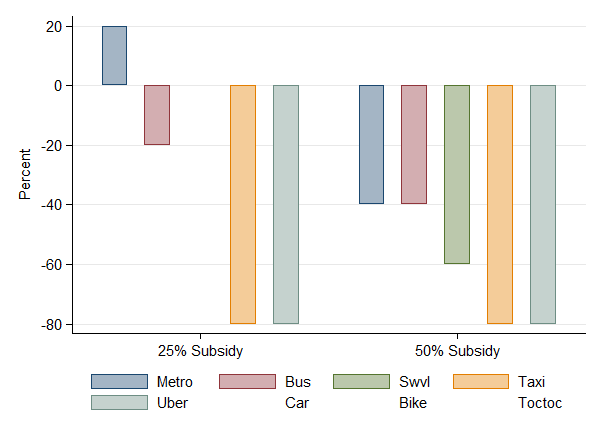 20
0
-20
-40
-60
-80
Percent
25% Subsidy 50% Subsidy
Metro Bus Swvl Taxi
Uber Car Bike Toctoc